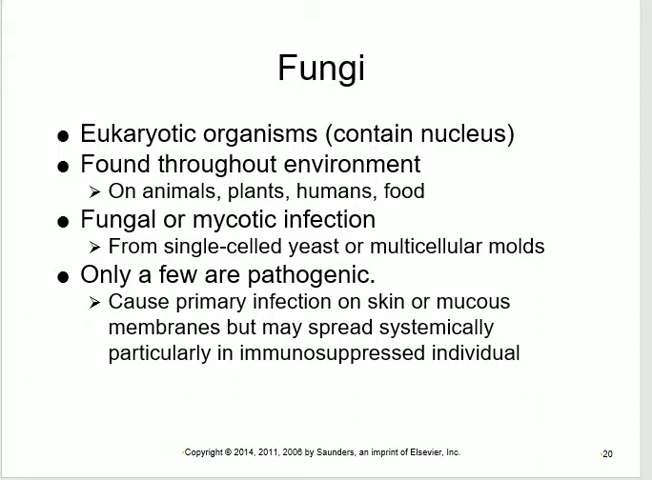 Fungi
● Eukaryotic organisms (contain nucleus)
● Found throughout environment
➢ On animals, plants, humans, food
● Fungal or mycotic infection
➢ From single-celled yeast or multicellular molds
● Only a few are pathogenic.
➢ Cause primary infection on skin or mucous
membranes but may spread systemically
particularly in immunosuppressed individual
•Copyright © 2014, 2011, 2006 by Saunders, an imprint of Elsevier, Inc.
•20